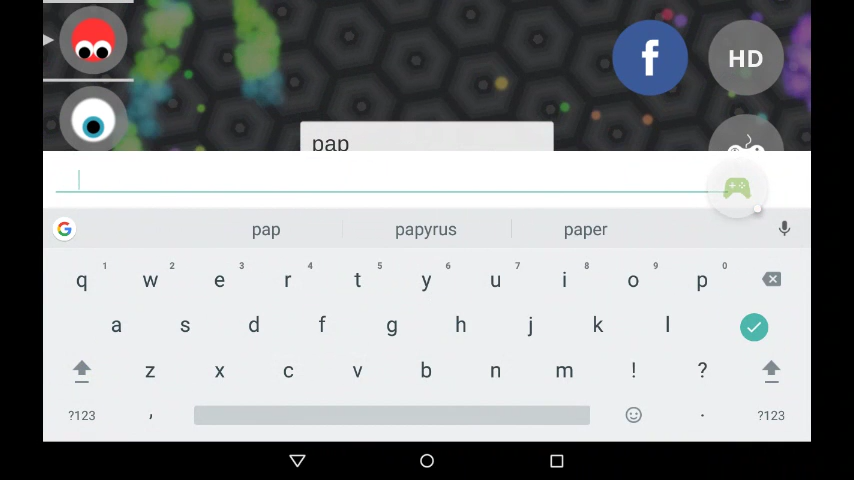 f
HD
pap
G
pap papyrus paper
q 1 w 2 e 3 r 4 t 5 y 6 u 7 i 8 o 9 p 0
a s d f g h j k l
z x c v b n m ! ?
?123 , . ?123